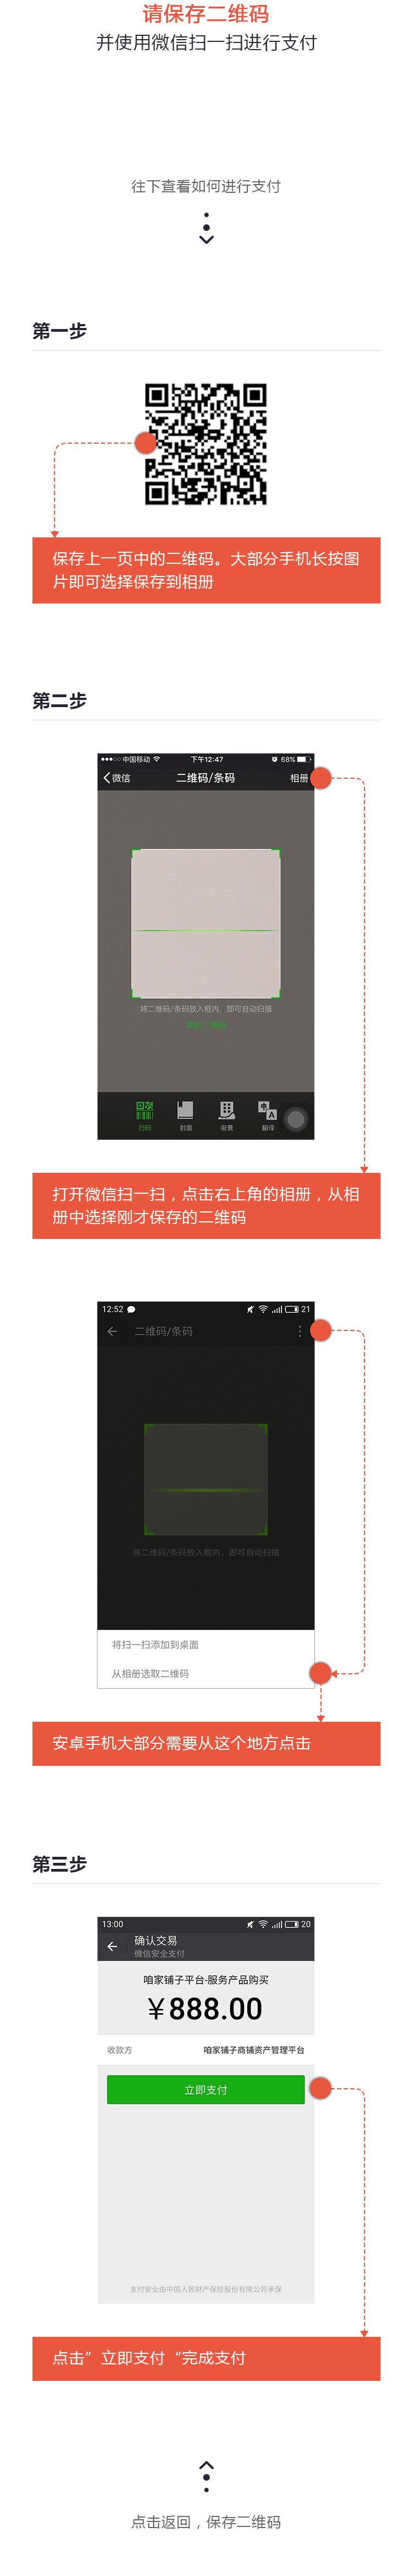 请保存二维码
并使用微信扫一扫进行支付
往下查看如何进行支付
第一步
保存上一页中的二维码。大部分手机长按图
片即可选择保存到相册
第二步
中国移动 下午12:47 68%
微信 二维码/条码 相册
将二维码/条码放入框内，即可自动扫描
我的二维码
扫码 封面 街景 翻译
打开微信扫一扫，点击右上角的相册，从相
册中选择刚才保存的二维码
12:52 21
二维码/条码
将二维码/条码放入框内，即可自动扫描
将扫一扫添加到桌面
从相册选取二维码
安卓手机大部分需要从这个地方点击
第三步
13:00 20
确认交易
微信安全支付
咱家铺子平台-服务产品购买
￥888.00
收款方 咱家铺子商铺资产管理平台
立即支付
支付安全由中国人民财产保险股份有限公司承保
点击”立即支付“完成支付
点击返回，保存二维码